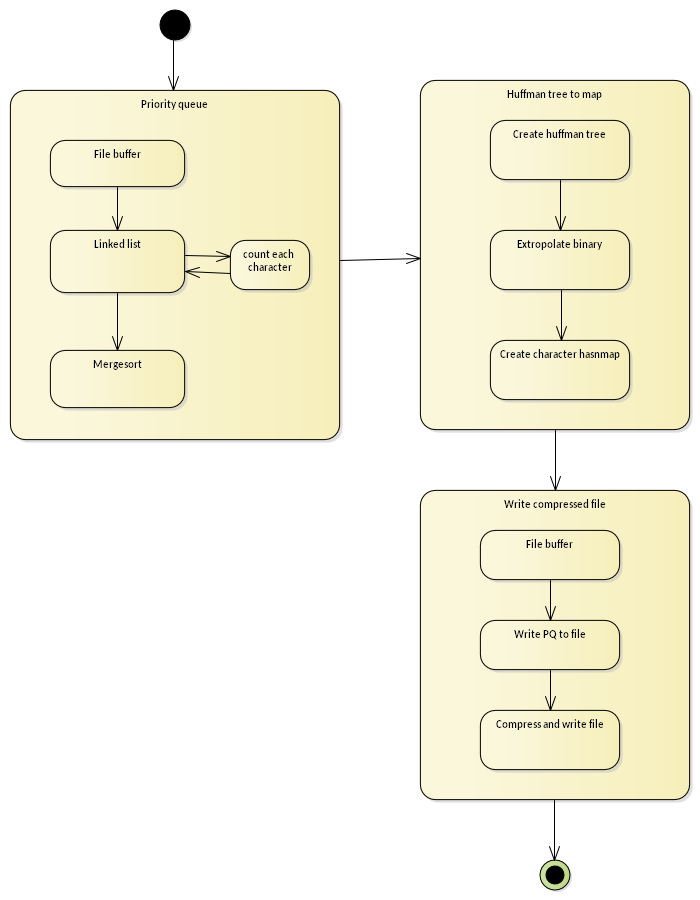 Priority queue
File buffer
Linked list
count each
character
Mergesort
Huffman tree to map
Create huffman tree
Extropolate binary
Create character hasnmap
Write compressed file
File buffer
Write PQ to file
Compress and write file